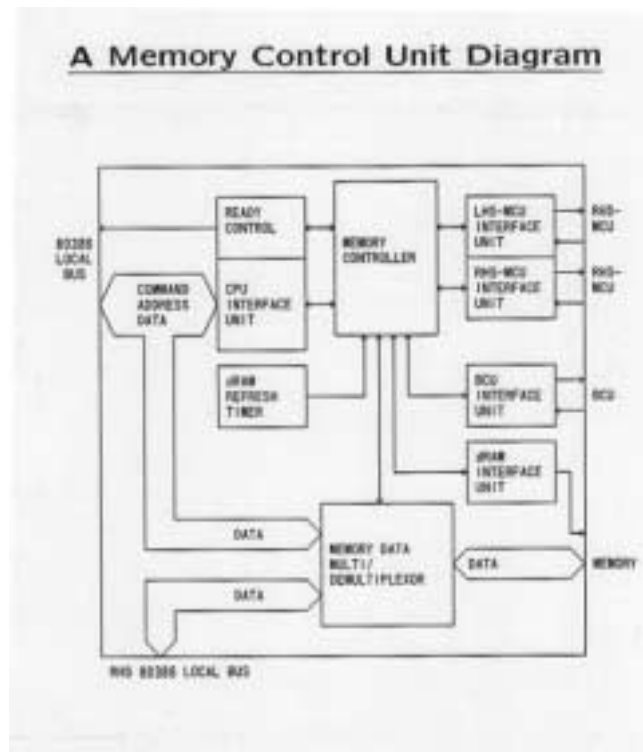 A Memory Control Unit Diagram
READY
CONTROL
MEMORY
CONTROLLER
LHS-MCU
INTERFACE
UNIT
RHS-
MCU
80386
LOCAL
BUS
COMMAND
ADDRESS
DATA
CPU
INTERFACE
UNIT
RHS-MCU
INTERFACE
UNIT
RHS-
MCU
dRAM
REFRESH
TIMER
BCU
INTERFACE
UNIT
BCU
dRAM
INTERFACE
UNIT
DATA
MEMORY DATA
MULTI/
DEMULTIPLEXOR
DATA
MEMORY
DATA
RHS 80386 LOCAL BUS